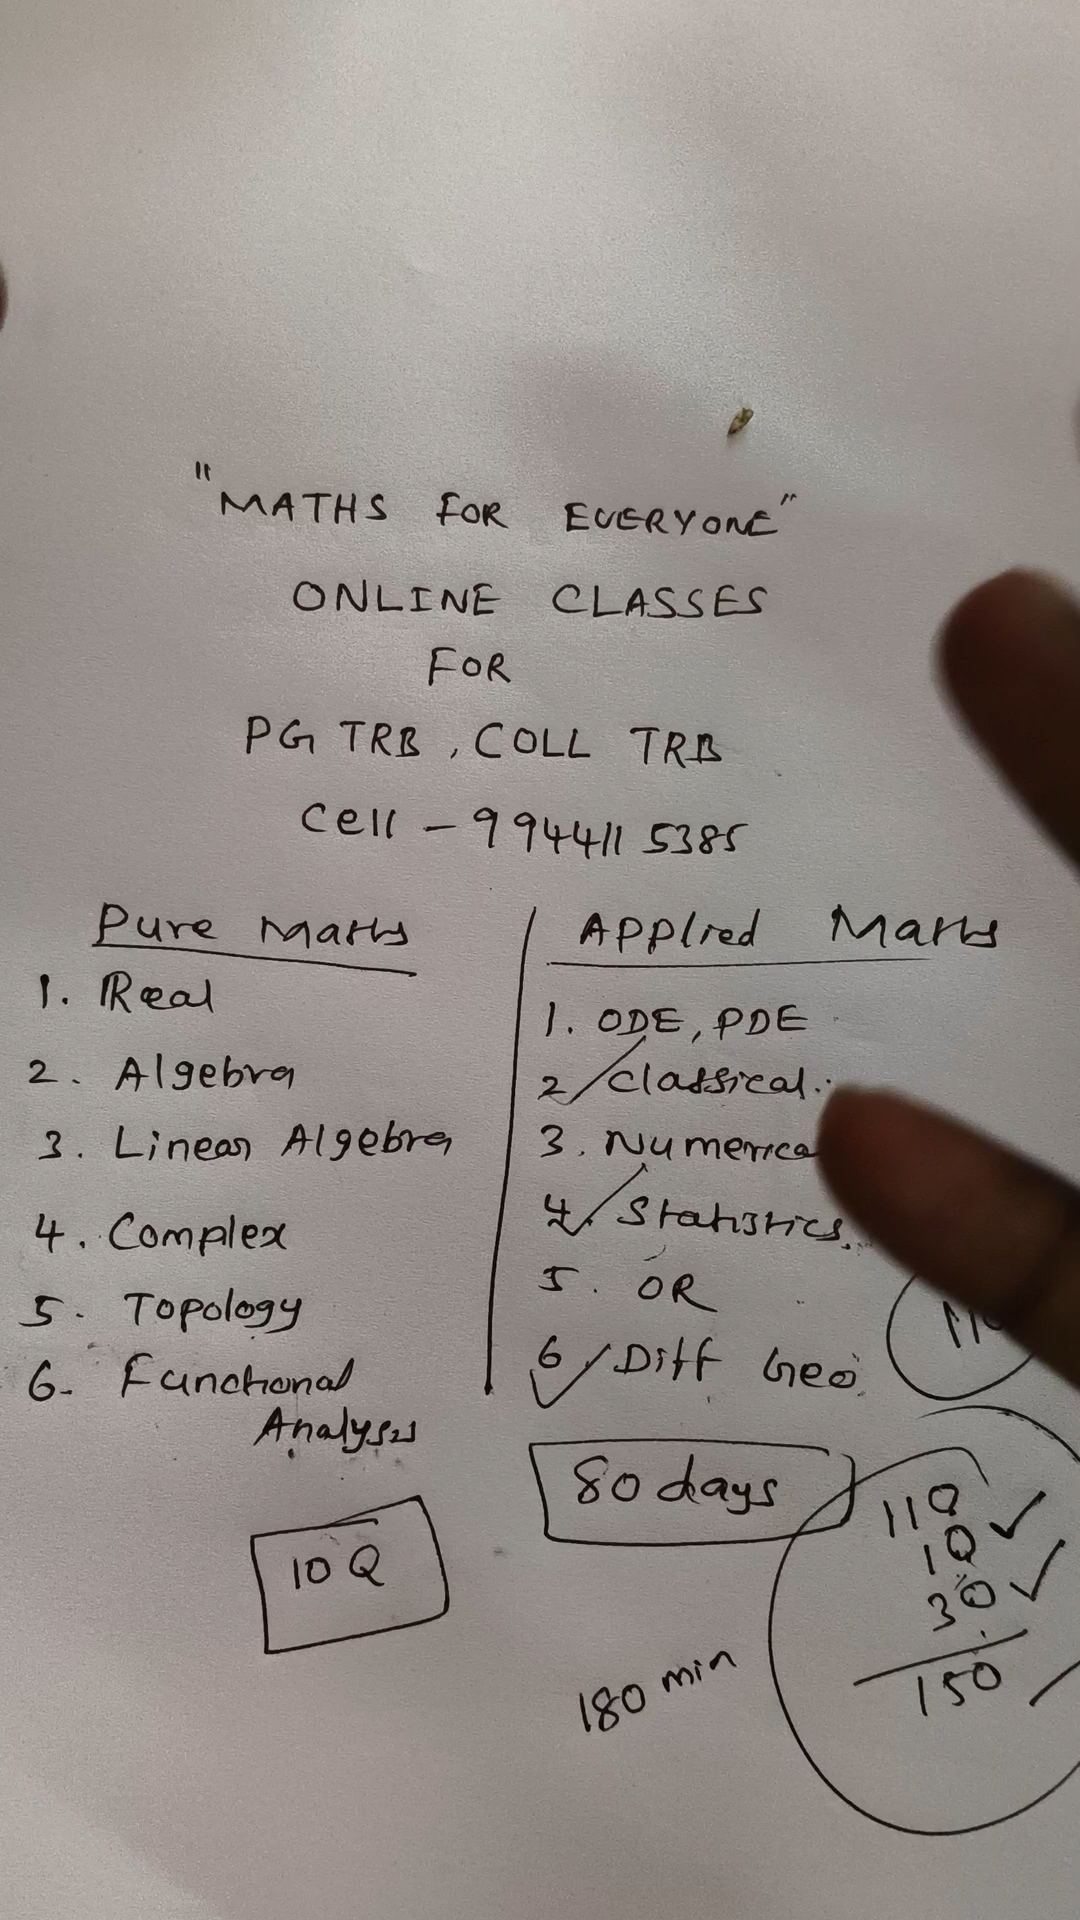 "MATHS FOR EVERYONE"
ONLINE CLASSES
FOR
PG TRB, COLL TRB
Cell - 9944115385
Pure Maths
1. Real
2. Algebra
3. Linear Algebra
4. Complex
5. Topology
6. Functional
Analysis
10 Q
Applied Maths
1. ODE, PDE
2 Classical
3. Numerica
4. Statistics
5. OR
6 Diff Geo
80 days
110
10
30
150
180 min